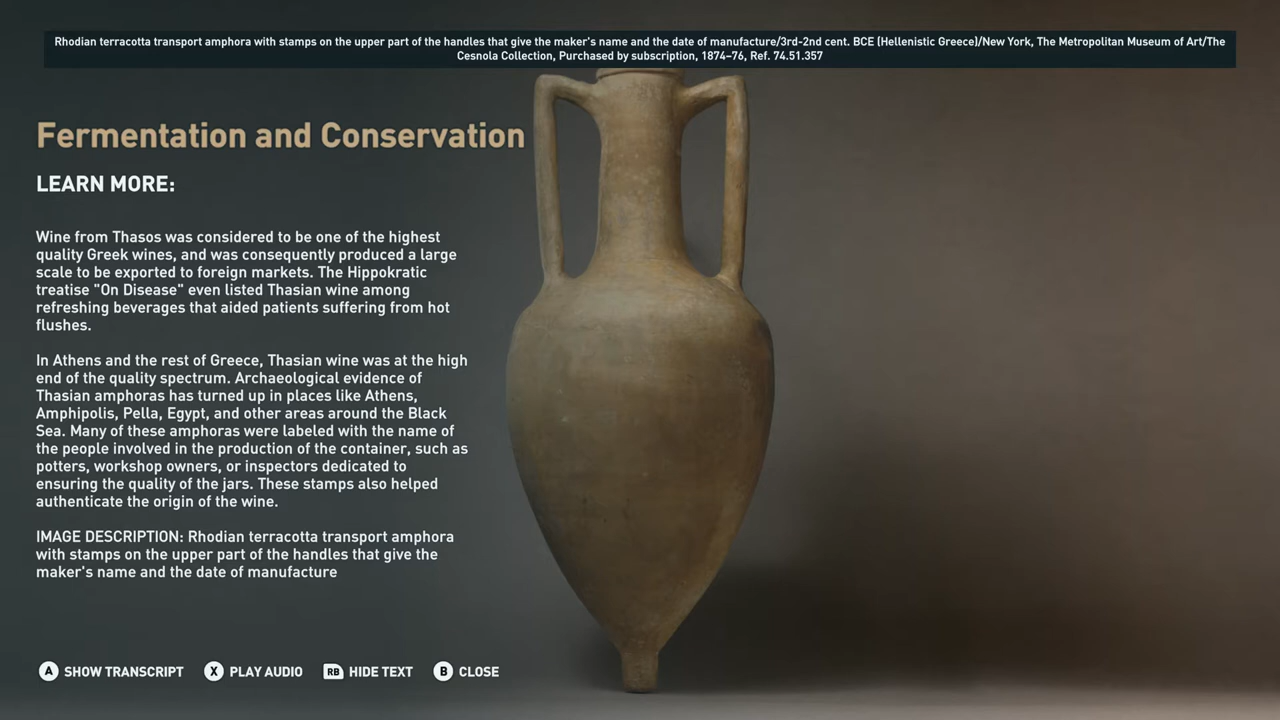 Rhodian terracotta transport amphora with stamps on the upper part of the handles that give the maker's name and the date of manufacture/3rd-2nd cent. BCE (Hellenistic Greece)/New York, The Metropolitan Museum of Art/The
Cesnola Collection, Purchased by subscription, 1874–76, Ref. 74.51.357
Fermentation and Conservation
LEARN MORE:
Wine from Thasos was considered to be one of the highest
quality Greek wines, and was consequently produced a large
scale to be exported to foreign markets. The Hippokratic
treatise "On Disease" even listed Thasian wine among
refreshing beverages that aided patients suffering from hot
flushes.
In Athens and the rest of Greece, Thasian wine was at the high
end of the quality spectrum. Archaeological evidence of
Thasian amphoras has turned up in places like Athens,
Amphipolis, Pella, Egypt, and other areas around the Black
Sea. Many of these amphoras were labeled with the name of
the people involved in the production of the container, such as
potters, workshop owners, or inspectors dedicated to
ensuring the quality of the jars. These stamps also helped
authenticate the origin of the wine.
IMAGE DESCRIPTION: Rhodian terracotta transport amphora
with stamps on the upper part of the handles that give the
maker's name and the date of manufacture
A SHOW TRANSCRIPT X PLAY AUDIO RB HIDE TEXT B CLOSE